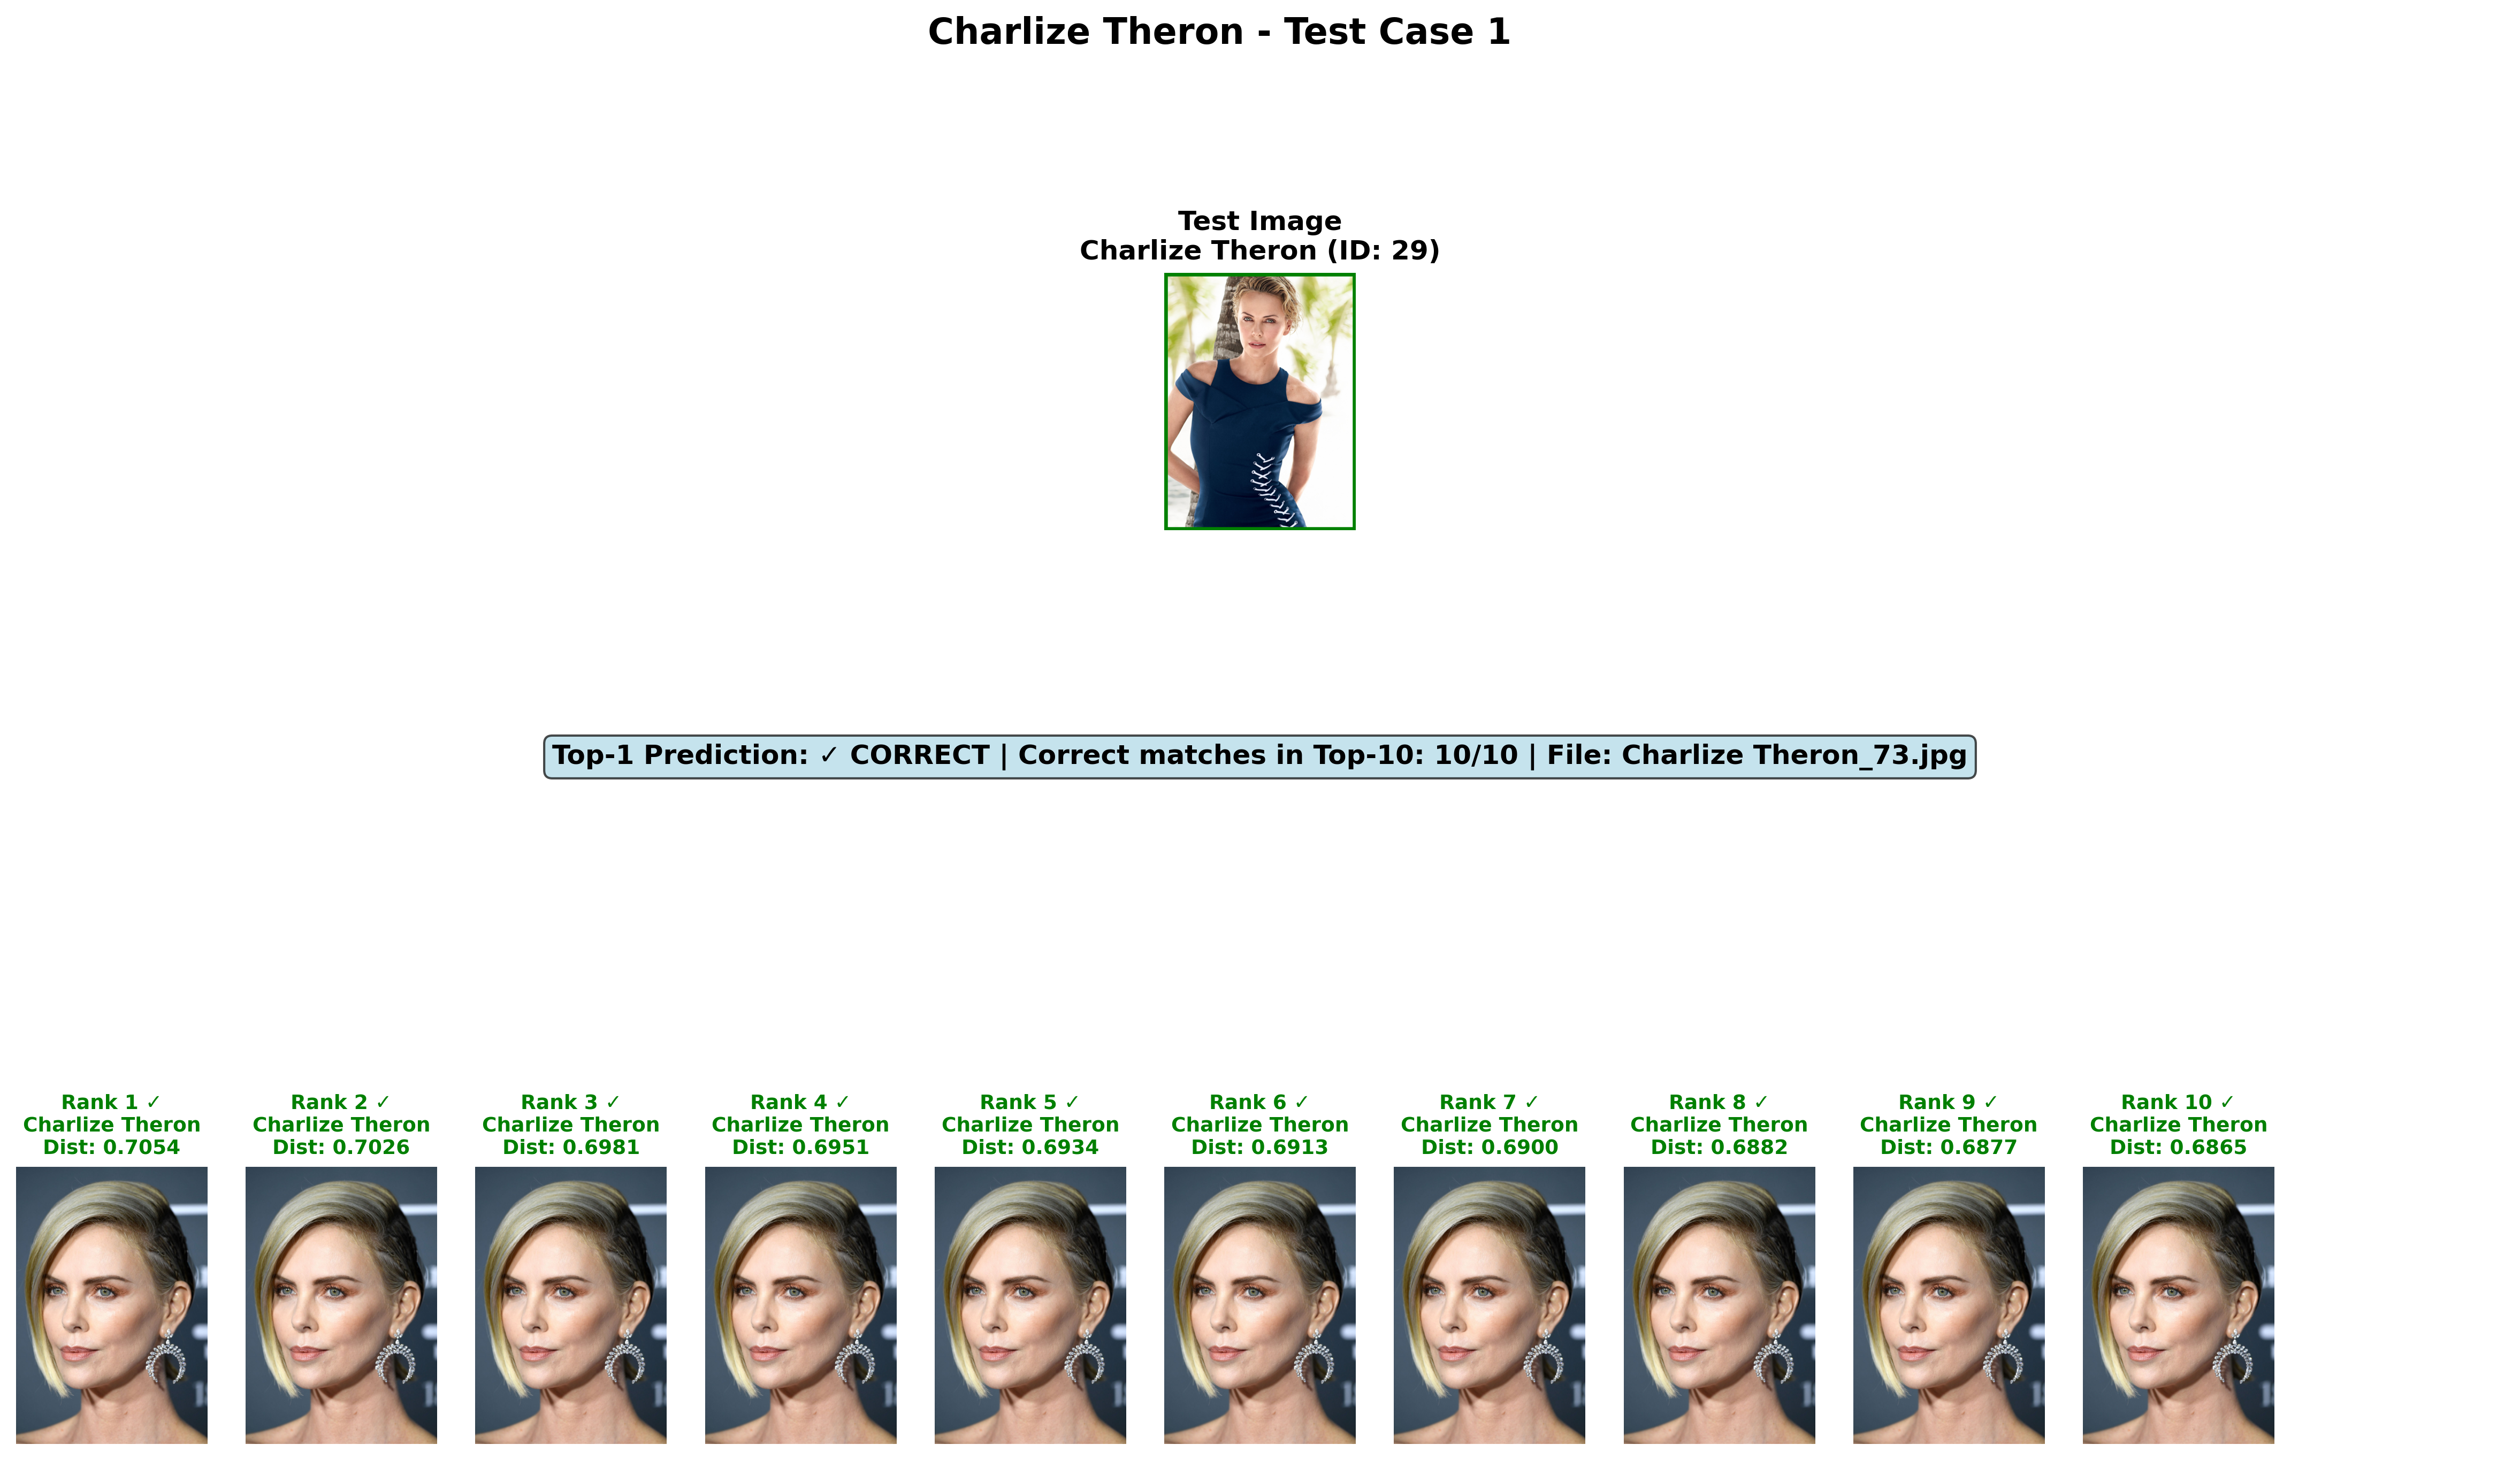 Charlize Theron - Test Case 1
Test Image
Charlize Theron (ID: 29)
Top-1 Prediction: ✓ CORRECT | Correct matches in Top-10: 10/10 | File: Charlize Theron_73.jpg
Rank 1 ✓
Charlize Theron
Dist: 0.7054
Rank 2 ✓
Charlize Theron
Dist: 0.7026
Rank 3 ✓
Charlize Theron
Dist: 0.6981
Rank 4 ✓
Charlize Theron
Dist: 0.6951
Rank 5 ✓
Charlize Theron
Dist: 0.6934
Rank 6 ✓
Charlize Theron
Dist: 0.6913
Rank 7 ✓
Charlize Theron
Dist: 0.6900
Rank 8 ✓
Charlize Theron
Dist: 0.6882
Rank 9 ✓
Charlize Theron
Dist: 0.6877
Rank 10 ✓
Charlize Theron
Dist: 0.6865